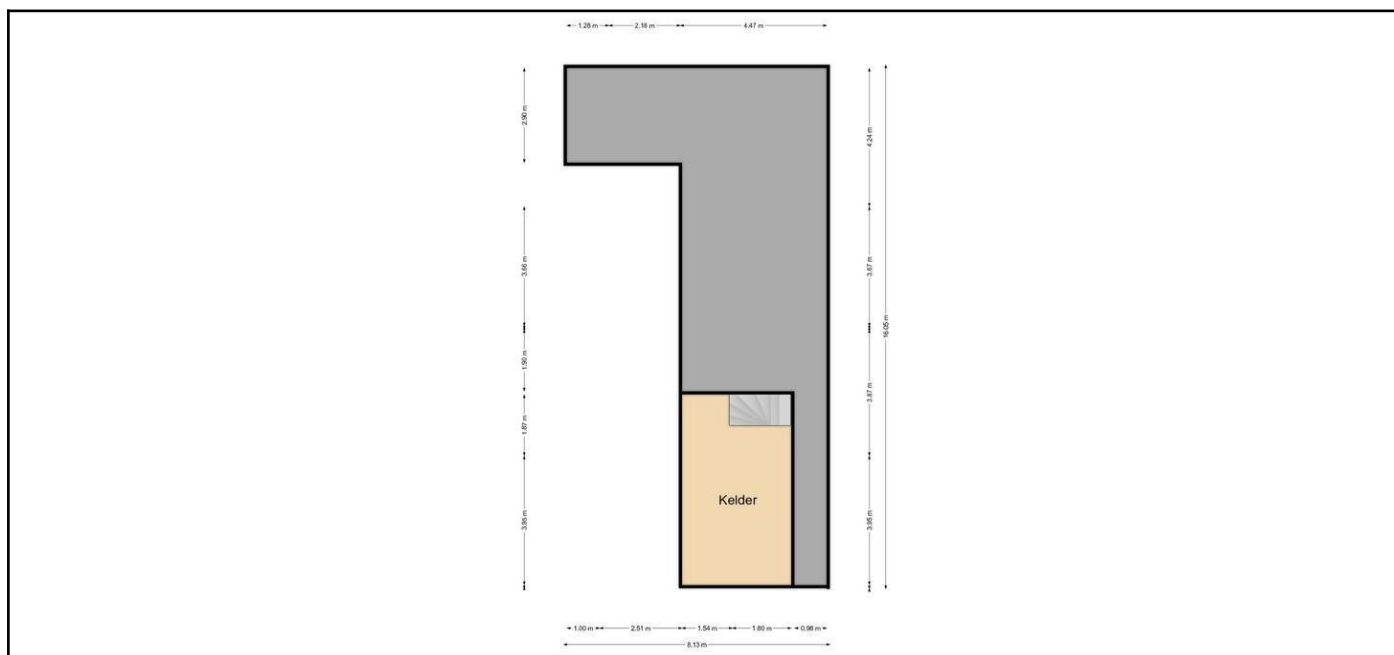 1.28 m 2.18 m 4.47 m
2.90 m
4.24 m
3.66 m
3.67 m
16.05 m
1.90 m
3.87 m
1.87 m
Kelder
3.95 m
3.95 m
1.00 m 2.51 m 1.54 m 1.80 m 0.98 m
8.13 m